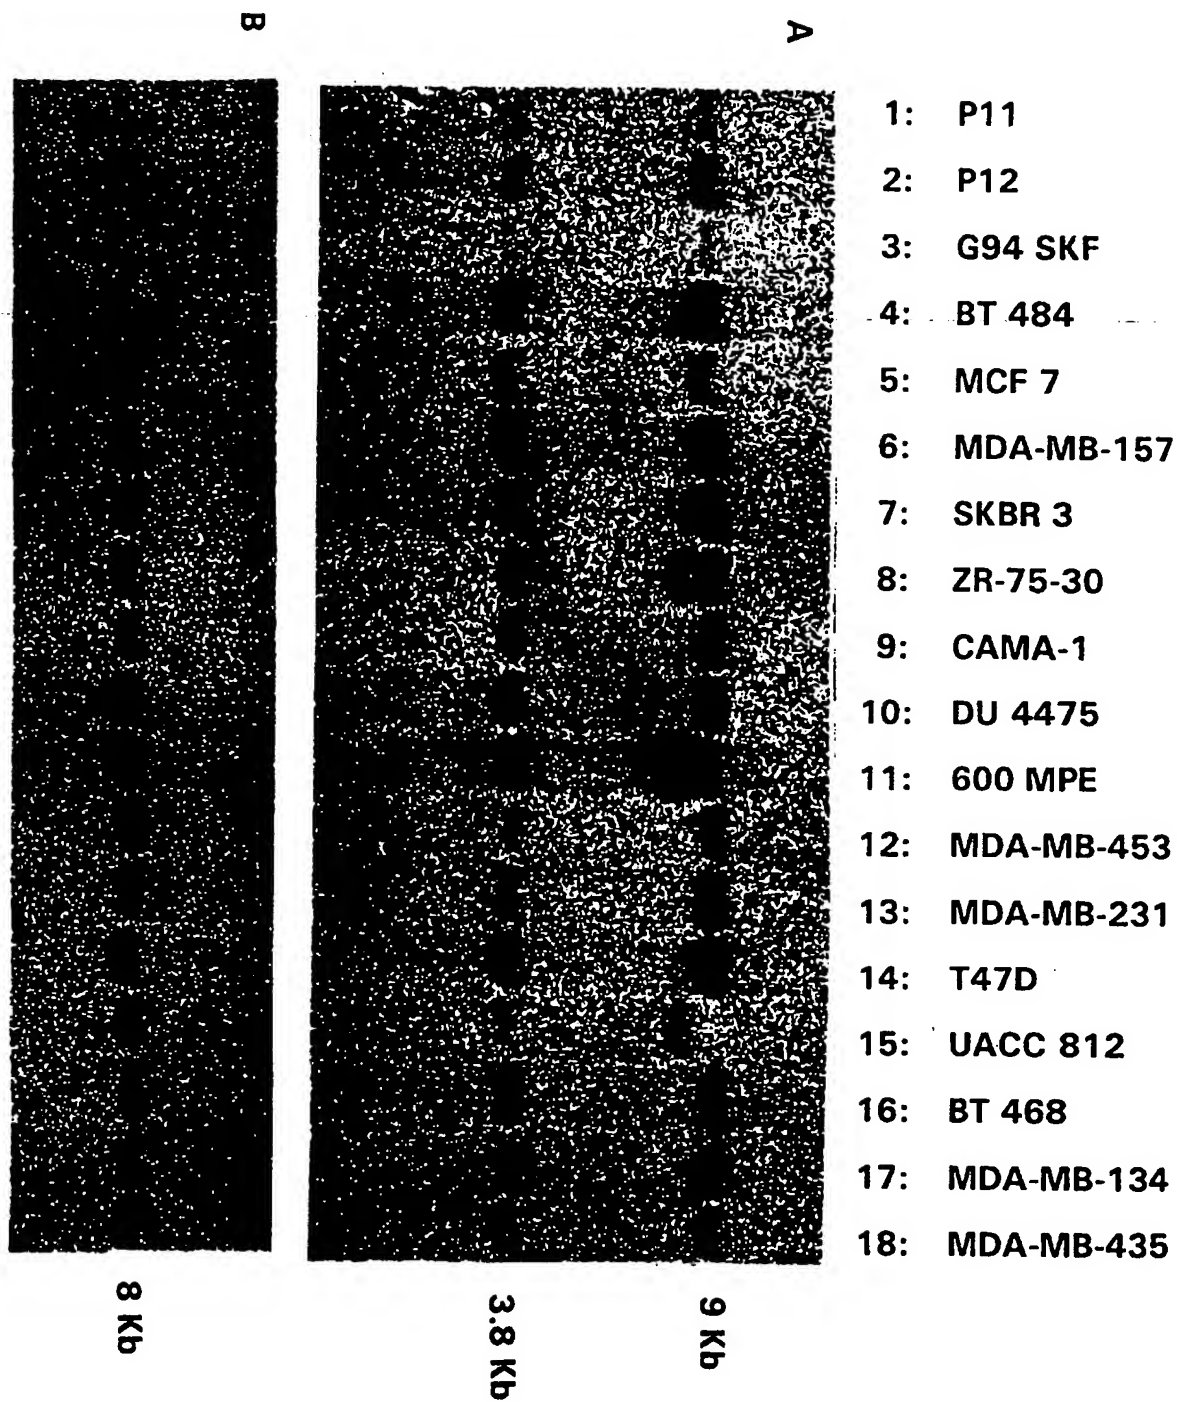 B
A
1: P11
2: P12
3: G94 SKF
4: BT 484
5: MCF 7
6: MDA-MB-157
7: SKBR 3
8: ZR-75-30
9: CAMA-1
10: DU 4475
11: 600 MPE
12: MDA-MB-453
13: MDA-MB-231
14: T47D
15: UACC 812
16: BT 468
17: MDA-MB-134
18: MDA-MB-435
8 Kb
3.8 Kb
9 Kb